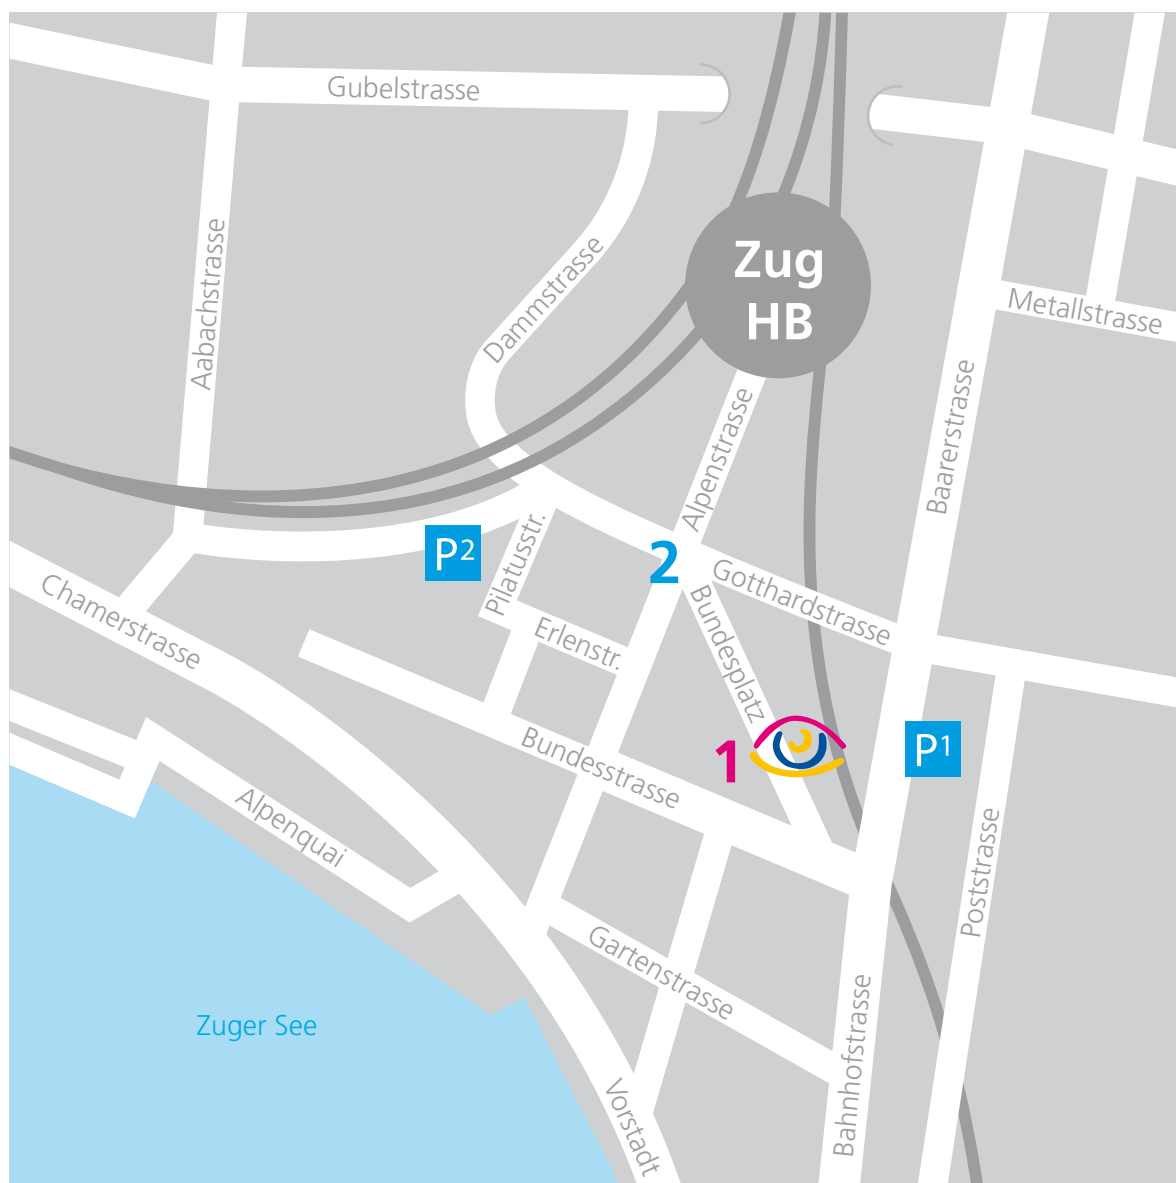 Gubelstrasse
Zug
HB
Aabachstrasse
Dammstrasse
Metallstrasse
Baarerstrasse
Alpenstrasse
P2
2
Pilatusstr.
Gotthardstrasse
Chamerstrasse
Erlenstr.
Bundesplatz
Bundesstrasse
1
P1
Alpenquai
Poststrasse
Gartenstrasse
Zuger See
Bahnhofstrasse
Vorstadt